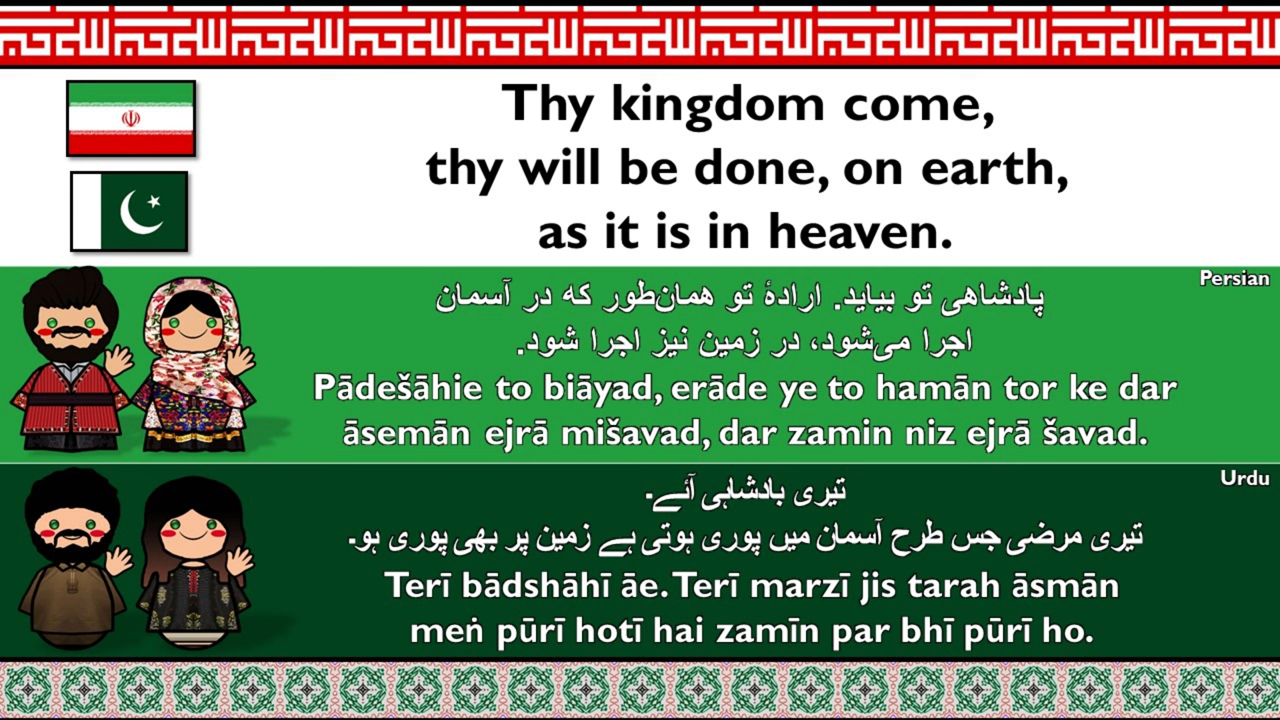 Thy kingdom come,
thy will be done, on earth,
as it is in heaven.
Persian
پادشاهی تو بیاید. ارادهٔ تو همان‌طور که در آسمان
اجرا می‌شود، در زمین نیز اجرا شود.
Pādešāhie to biāyad, erāde ye to hamān tor ke dar
āsemān ejrā mišavad, dar zamin niz ejrā šavad.
Urdu
تیری بادشاہی آئے۔
تیری مرضی جس طرح آسمان میں پوری ہوتی ہے زمین پر بھی پوری ہو۔
Terī bādshāhī āe. Terī marzī jis tarah āsmān
meṅ pūrī hotī hai zamīn par bhī pūrī ho.